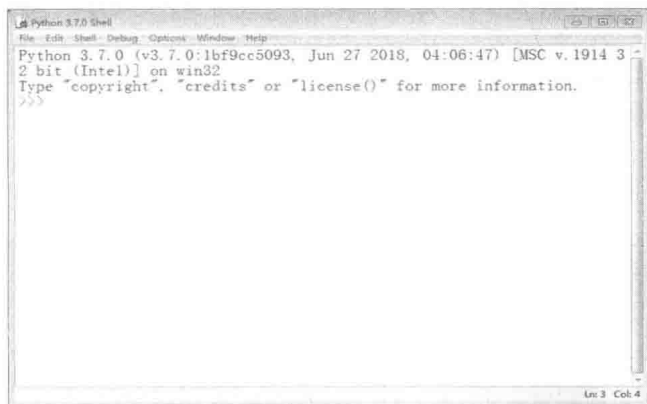 Python 3.7.0 Shell
File Edit Shell Debug Options Window Help
Python 3.7.0 (v3.7.0:1bf9cc5093, Jun 27 2018, 04:06:47) [MSC v.1914 3
2 bit (Intel)] on win32
Type "copyright", "credits" or "license()" for more information.
>>>
Ln: 3 Col: 4